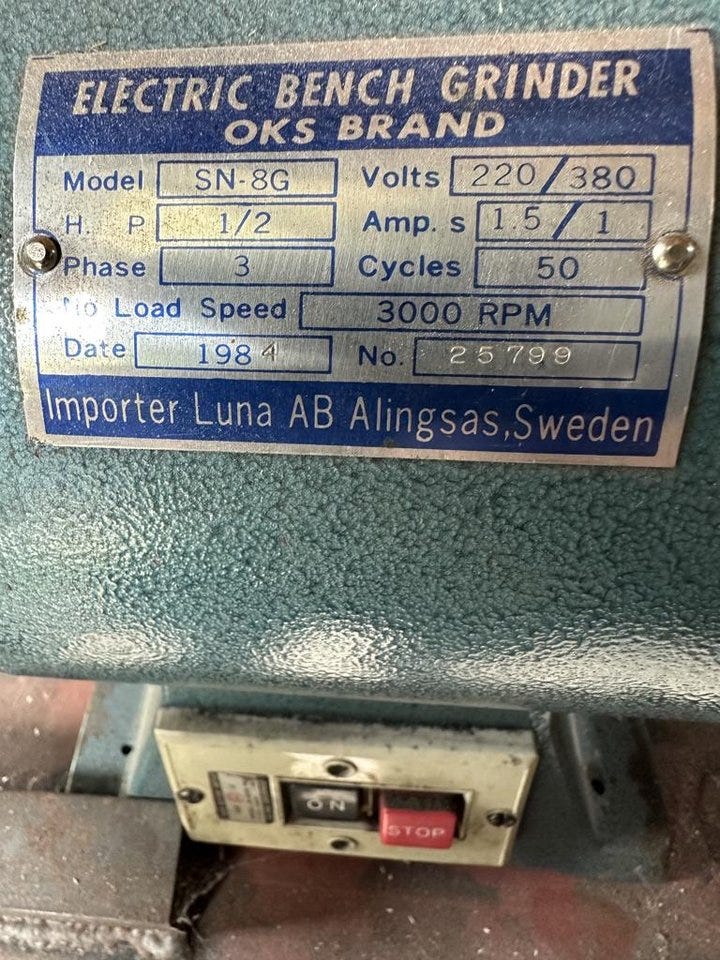 ELECTRIC BENCH GRINDER
OKS BRAND
Model SN-8G Volts 220/380
H. P 1/2 Amp. s 1.5/1
Phase 3 Cycles 50
No Load Speed 3000 RPM
Date 1984 No. 25799
Importer Luna AB Alingsas, Sweden
ON
STOP